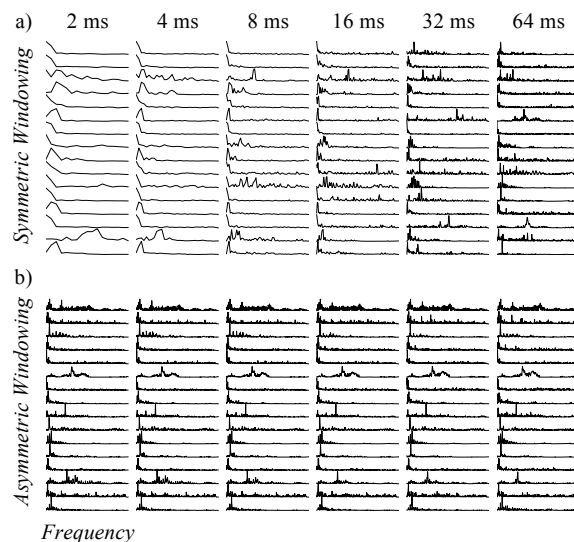 a) 2 ms 4 ms 8 ms 16 ms 32 ms 64 ms
Symmetric Windowing
b)
Asymmetric Windowing
Frequency